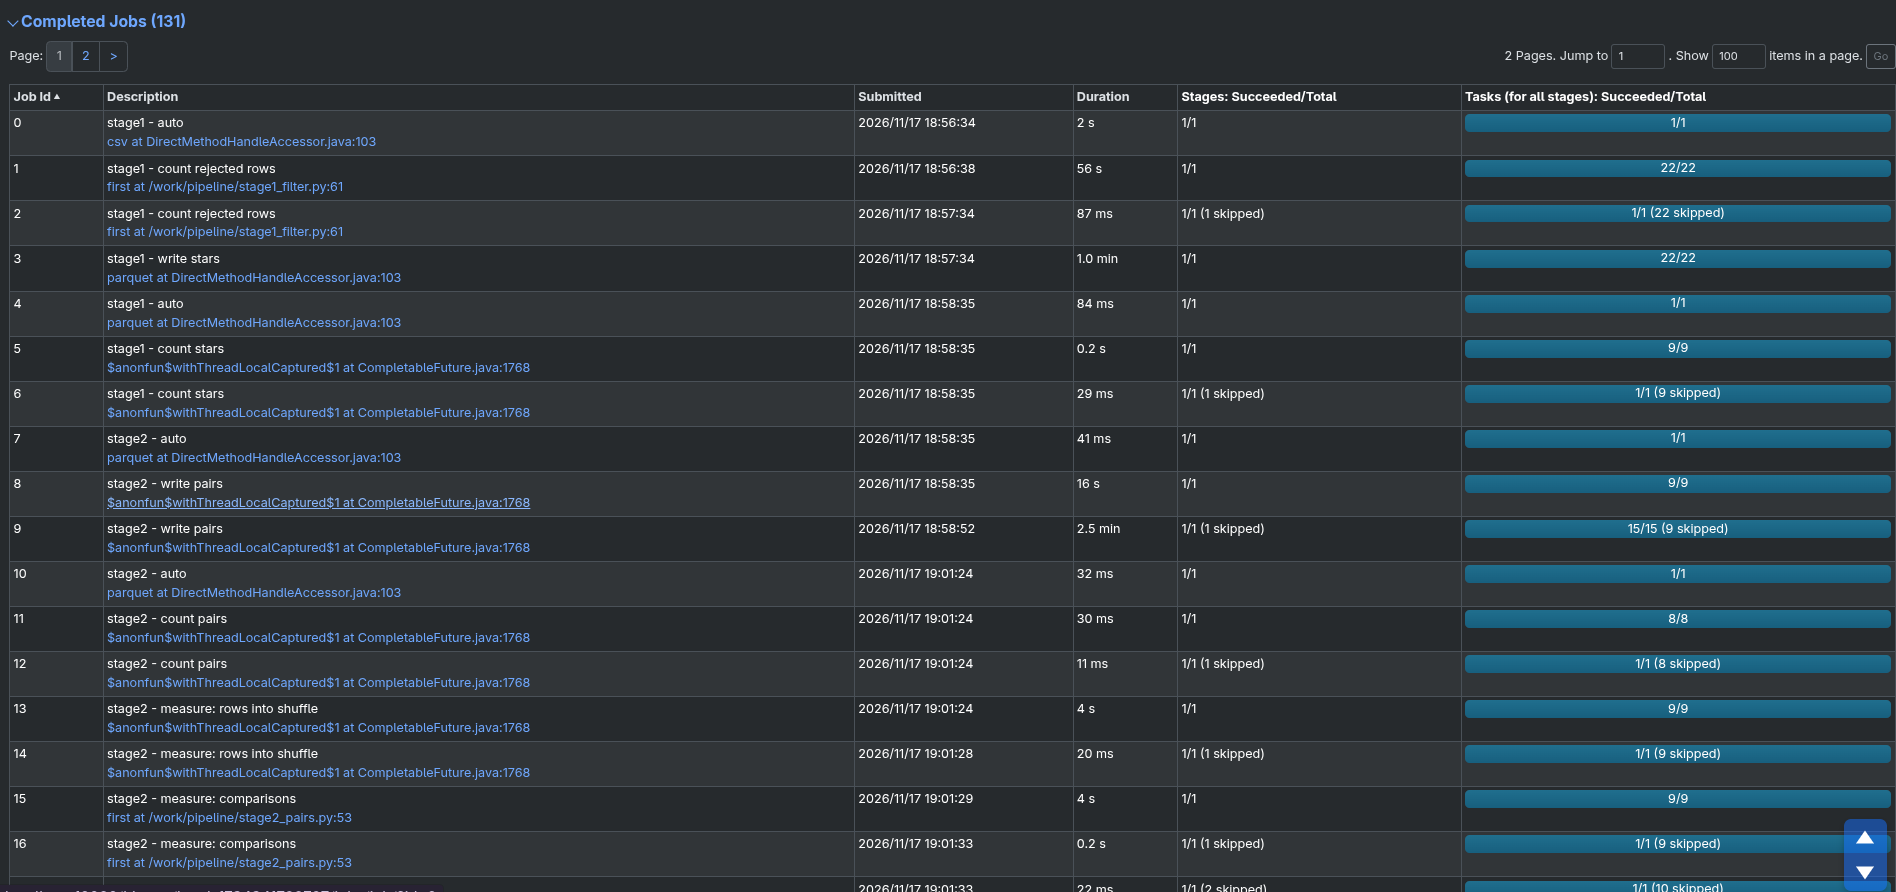 Completed Jobs (131)
Page: 1 2 > 2 Pages. Jump to 1 . Show 100 items in a page. Go
Job Id Description Submitted Duration Stages: Succeeded/Total Tasks (for all stages): Succeeded/Total
0 stage1 - auto 2026/11/17 18:56:34 2 s 1/1 1/1
csv at DirectMethodHandleAccessor.java:103
1 stage1 - count rejected rows 2026/11/17 18:56:38 56 s 1/1 22/22
first at /work/pipeline/stage1_filter.py:61
2 stage1 - count rejected rows 2026/11/17 18:57:34 87 ms 1/1 (1 skipped) 1/1 (22 skipped)
first at /work/pipeline/stage1_filter.py:61
3 stage1 - write stars 2026/11/17 18:57:34 1.0 min 1/1 22/22
parquet at DirectMethodHandleAccessor.java:103
4 stage1 - auto 2026/11/17 18:58:35 84 ms 1/1 1/1
parquet at DirectMethodHandleAccessor.java:103
5 stage1 - count stars 2026/11/17 18:58:35 0.2 s 1/1 9/9
$anonfun$withThreadLocalCaptured$1 at CompletableFuture.java:1768
6 stage1 - count stars 2026/11/17 18:58:35 29 ms 1/1 (1 skipped) 1/1 (9 skipped)
$anonfun$withThreadLocalCaptured$1 at CompletableFuture.java:1768
7 stage2 - auto 2026/11/17 18:58:35 41 ms 1/1 1/1
parquet at DirectMethodHandleAccessor.java:103
8 stage2 - write pairs 2026/11/17 18:58:35 16 s 1/1 9/9
$anonfun$withThreadLocalCaptured$1 at CompletableFuture.java:1768
9 stage2 - write pairs 2026/11/17 18:58:52 2.5 min 1/1 (1 skipped) 15/15 (9 skipped)
$anonfun$withThreadLocalCaptured$1 at CompletableFuture.java:1768
10 stage2 - auto 2026/11/17 19:01:24 32 ms 1/1 1/1
parquet at DirectMethodHandleAccessor.java:103
11 stage2 - count pairs 2026/11/17 19:01:24 30 ms 1/1 8/8
$anonfun$withThreadLocalCaptured$1 at CompletableFuture.java:1768
12 stage2 - count pairs 2026/11/17 19:01:24 11 ms 1/1 (1 skipped) 1/1 (8 skipped)
$anonfun$withThreadLocalCaptured$1 at CompletableFuture.java:1768
13 stage2 - measure: rows into shuffle 2026/11/17 19:01:24 4 s 1/1 9/9
$anonfun$withThreadLocalCaptured$1 at CompletableFuture.java:1768
14 stage2 - measure: rows into shuffle 2026/11/17 19:01:28 20 ms 1/1 (1 skipped) 1/1 (9 skipped)
$anonfun$withThreadLocalCaptured$1 at CompletableFuture.java:1768
15 stage2 - measure: comparisons 2026/11/17 19:01:29 4 s 1/1 9/9
first at /work/pipeline/stage2_pairs.py:53
16 stage2 - measure: comparisons 2026/11/17 19:01:33 0.2 s 1/1 (1 skipped) 1/1 (9 skipped)
first at /work/pipeline/stage2_pairs.py:53
2026/11/17 19:01:33 22 ms 1/1 (2 skipped) 1/1 (10 skipped)